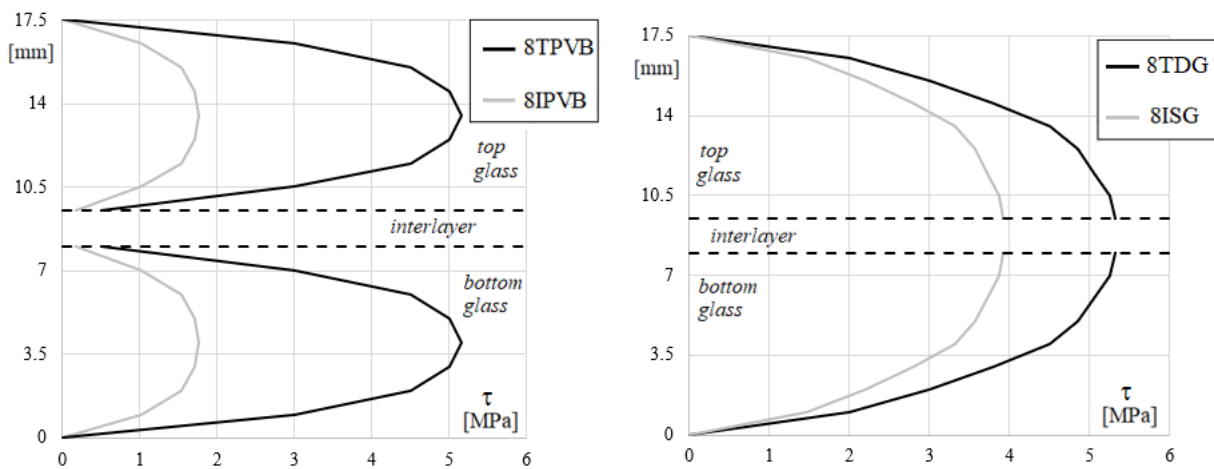 17.5
[mm]
14
10.5
7
3.5
0
0
1
2
3
4
5
6
8TPVB
8IPVB
top
glass
interlayer
bottom
glass
τ
[MPa]
17.5
[mm]
14
10.5
7
3.5
0
0
1
2
3
4
5
6
8TDG
8ISG
top
glass
interlayer
bottom
glass
τ
[MPa]